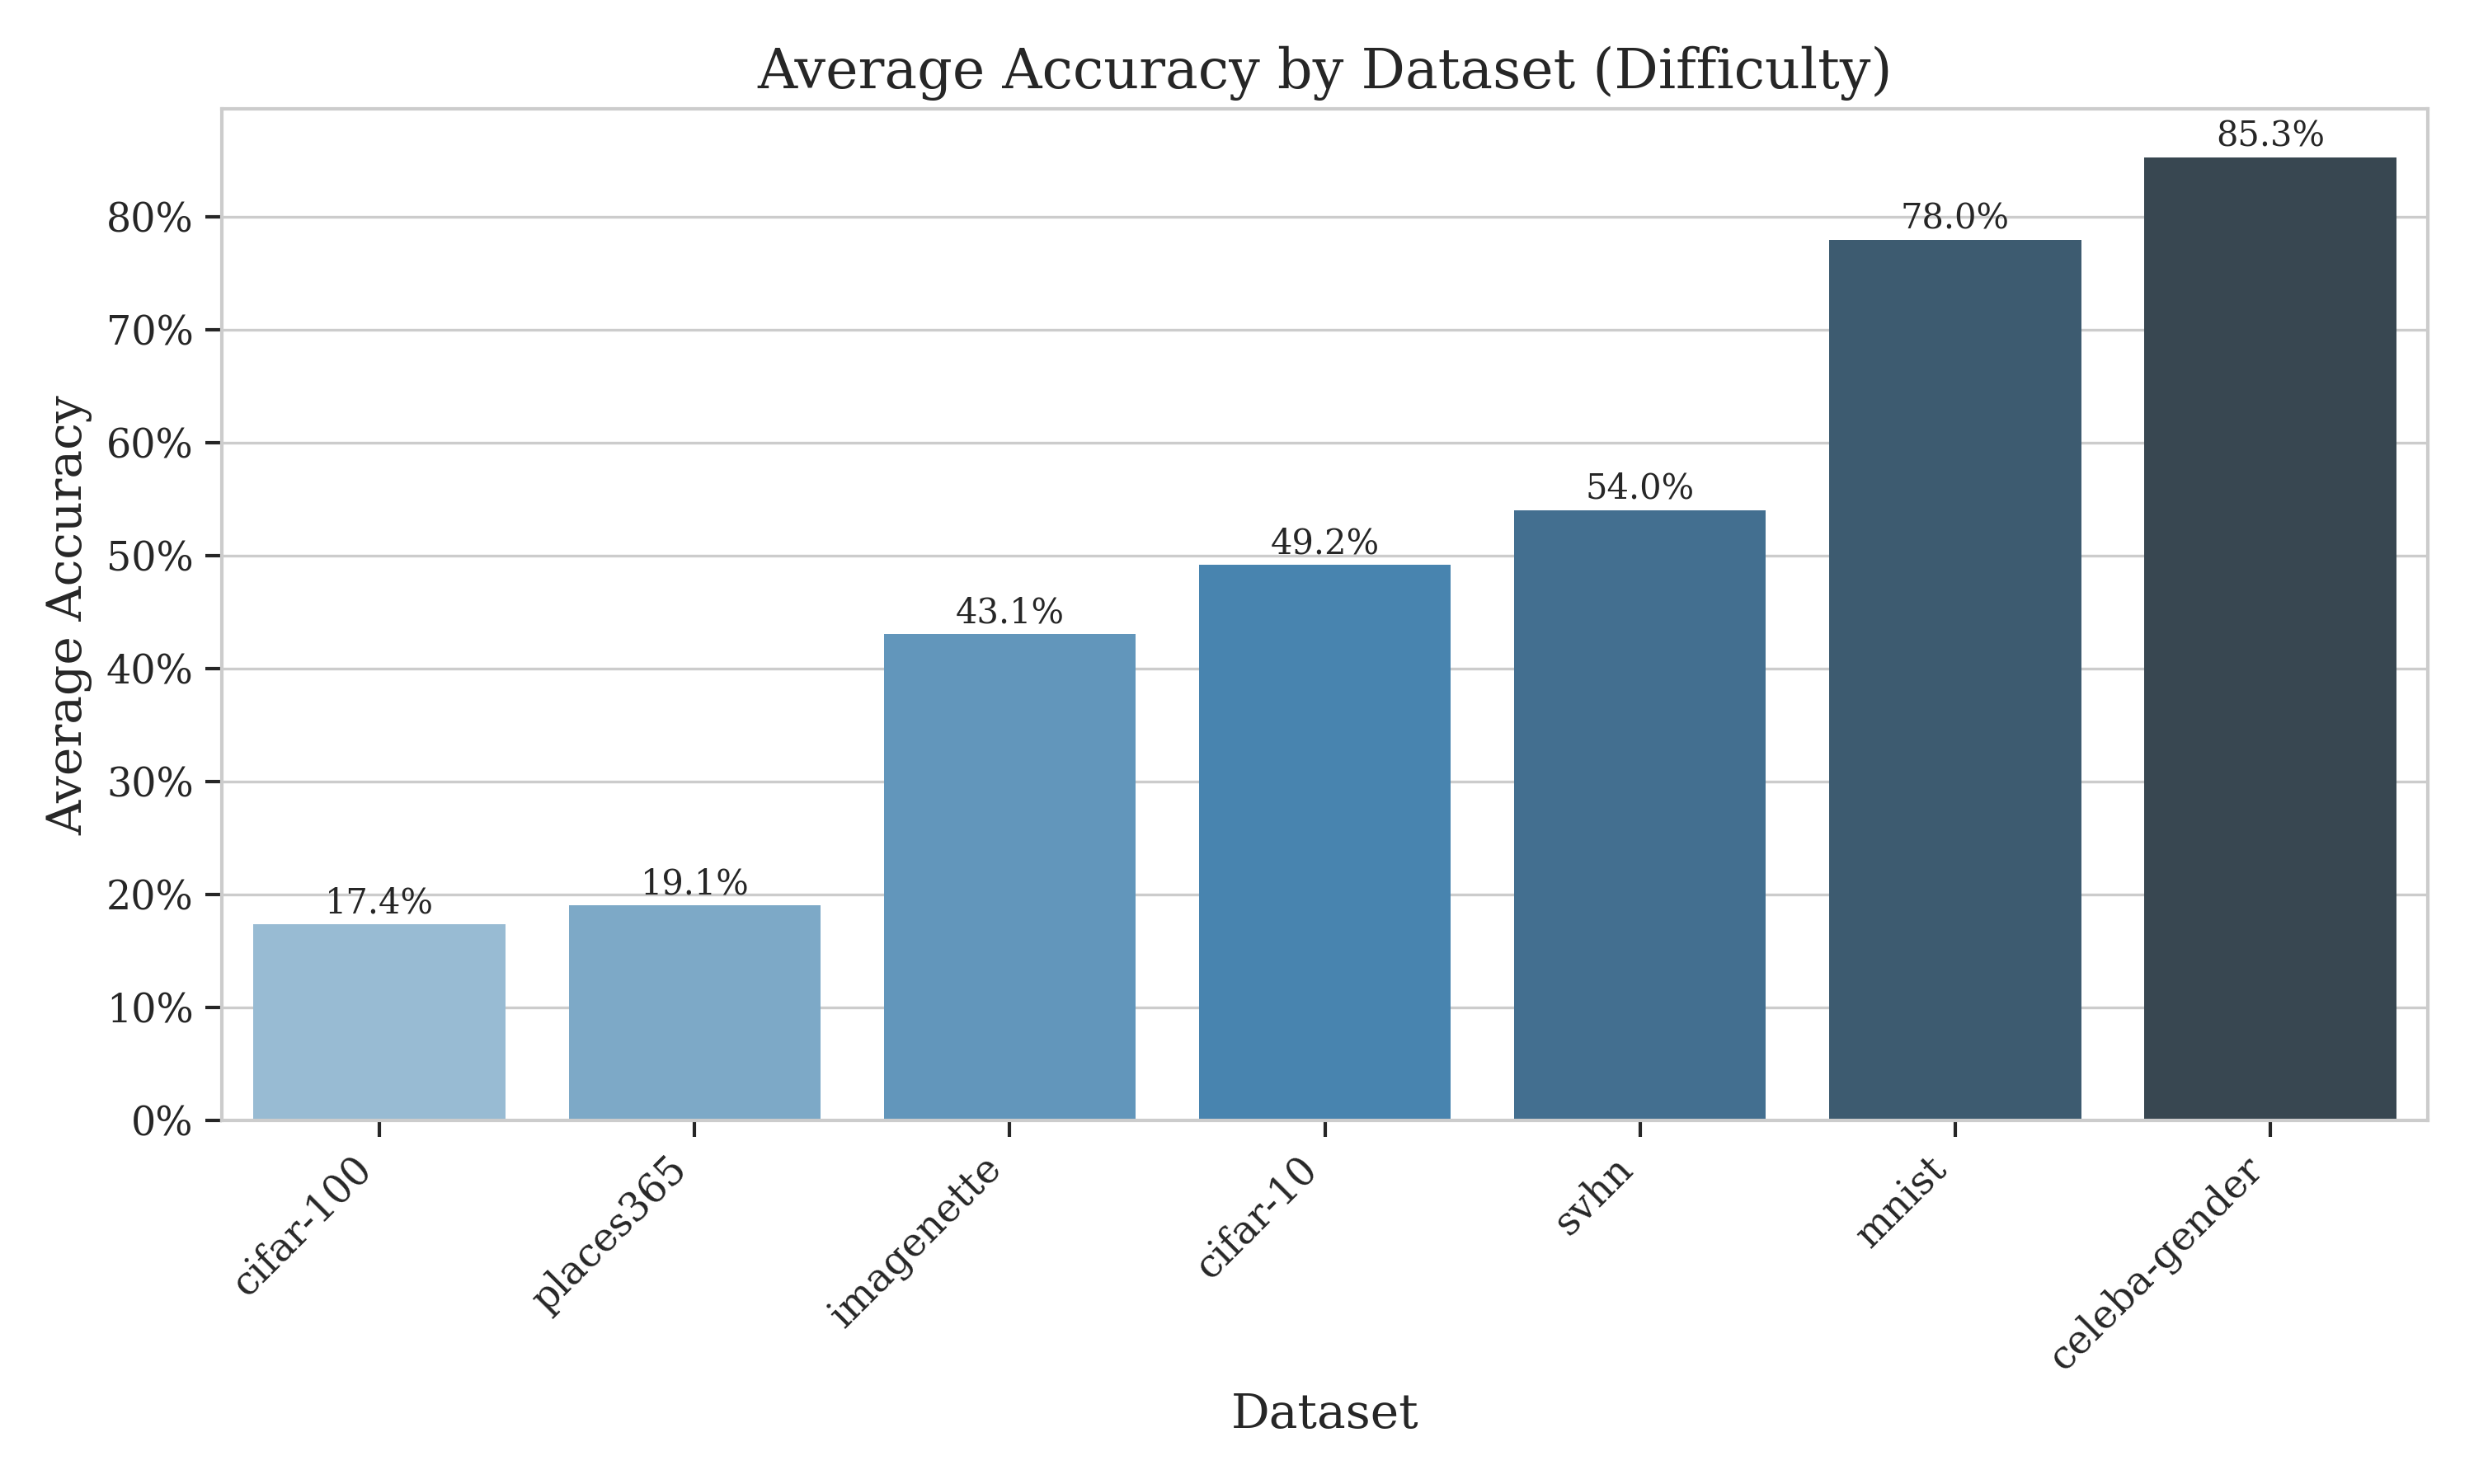 Average Accuracy by Dataset (Difficulty)
Average Accuracy
80%
70%
60%
50%
40%
30%
20%
10%
0%
17.4%
19.1%
43.1%
49.2%
54.0%
78.0%
85.3%
cifar-100
places365
imagenette
cifar-10
svhn
mnist
celeba-gender
Dataset